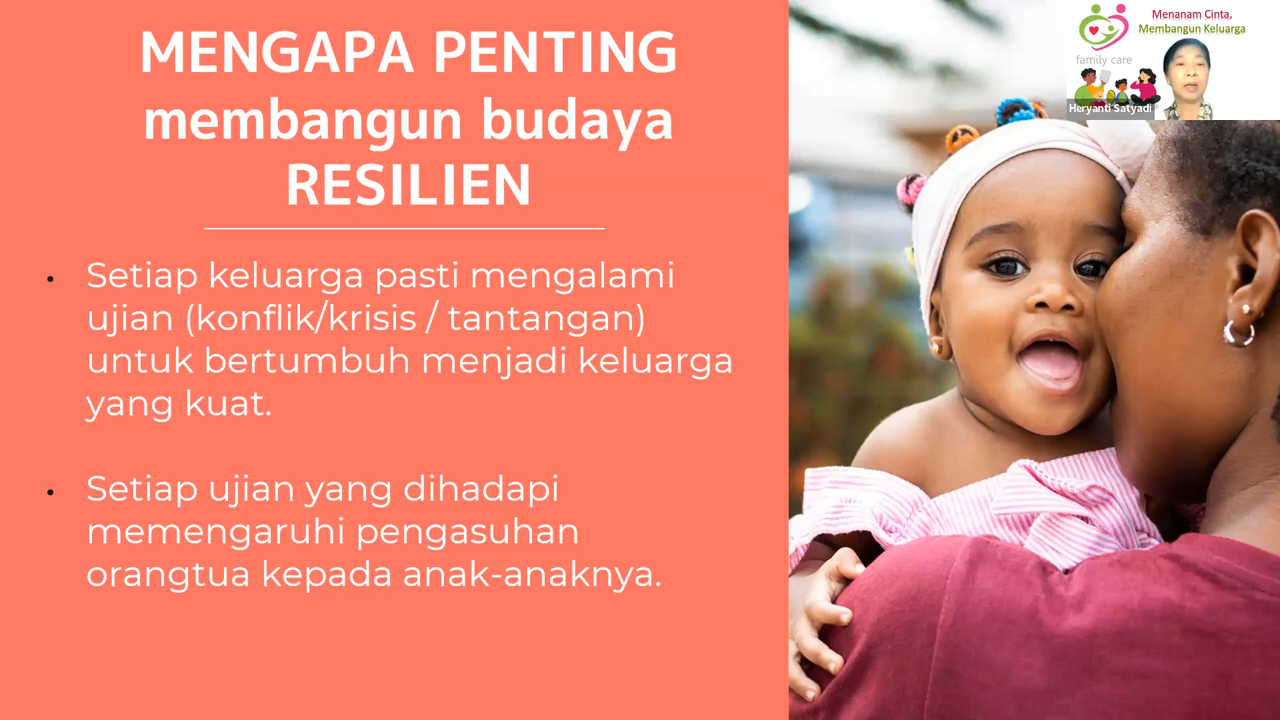 MENGAPA PENTING
membangun budaya
RESILIEN
• Setiap keluarga pasti mengalami
ujian (konflik/krisis / tantangan)
untuk bertumbuh menjadi keluarga
yang kuat.
• Setiap ujian yang dihadapi
memengaruhi pengasuhan
orangtua kepada anak-anaknya.
Menanam Cinta,
Membangun Keluarga
family care
Heryanti Satyadi